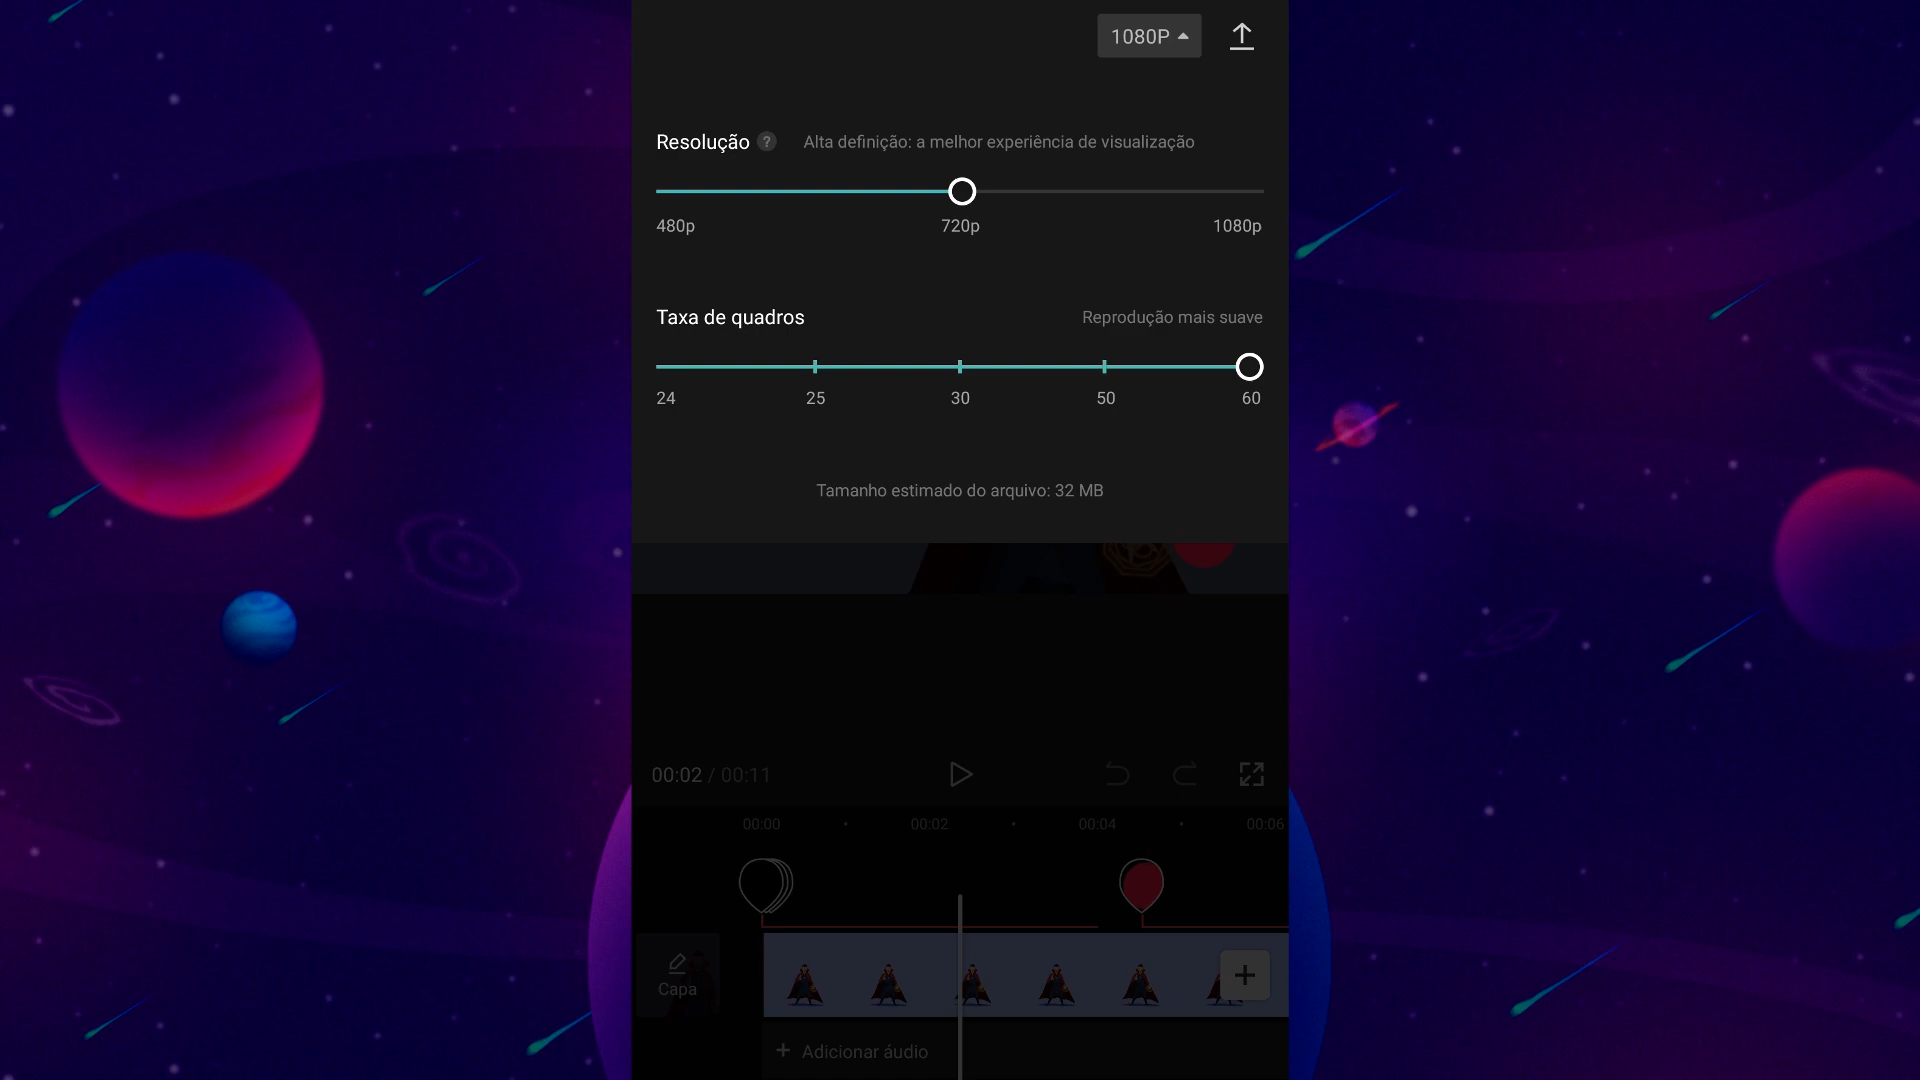 1080P
Resolução ? Alta definição: a melhor experiência de visualização
480p 720p 1080p
Taxa de quadros Reprodução mais suave
24 25 30 50 60
Tamanho estimado do arquivo: 32 MB
00:02 / 00:11
00:00 00:02 00:04 00:06
Capa
+ Adicionar áudio